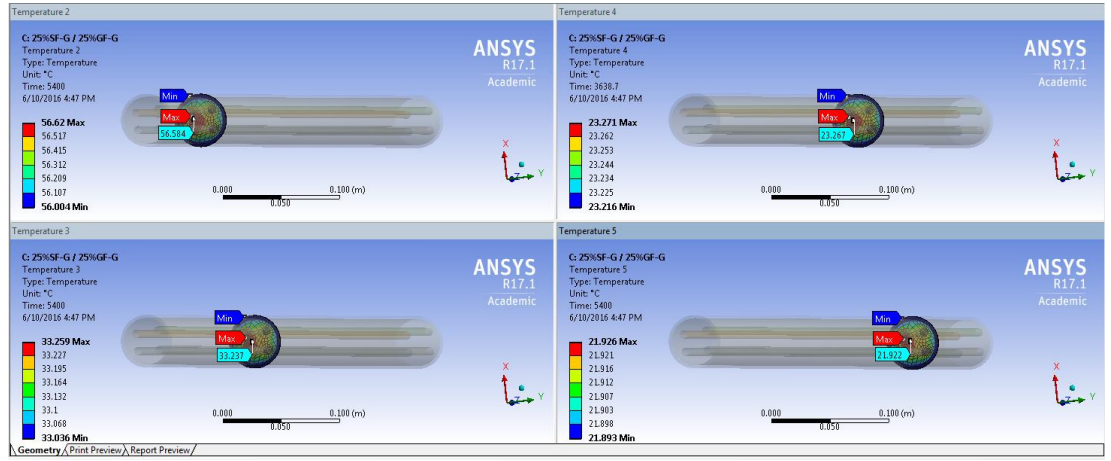 Temperature 2
C: 25%SF-G / 25%GF-G
Temperature 2
Type: Temperature
Unit: °C
Time: 5400
6/10/2016 4:47 PM
56.62 Max
56.517
56.415
56.312
56.209
56.107
56.004 Min
Min
Max
56.584
0.000
0.100 (m)
0.050
ANSYS
R17.1
Academic
X
Y
Z
Temperature 4
C: 25%SF-G / 25%GF-G
Temperature 4
Type: Temperature
Unit: °C
Time: 3638.7
6/10/2016 4:47 PM
23.271 Max
23.262
23.253
23.244
23.234
23.225
23.216 Min
Min
Max
23.267
0.000
0.100 (m)
0.050
ANSYS
R17.1
Academic
X
Y
Z
Temperature 3
C: 25%SF-G / 25%GF-G
Temperature 3
Type: Temperature
Unit: °C
Time: 5400
6/10/2016 4:47 PM
33.259 Max
33.227
33.195
33.164
33.132
33.1
33.068
33.036 Min
Min
Max
33.237
0.000
0.100 (m)
0.050
ANSYS
R17.1
Academic
X
Y
Z
Temperature 5
C: 25%SF-G / 25%GF-G
Temperature 5
Type: Temperature
Unit: °C
Time: 5400
6/10/2016 4:47 PM
21.926 Max
21.921
21.916
21.912
21.907
21.903
21.898
21.893 Min
Min
Max
21.922
0.000
0.100 (m)
0.050
ANSYS
R17.1
Academic
X
Y
Z
Geometry / Print Preview / Report Preview /